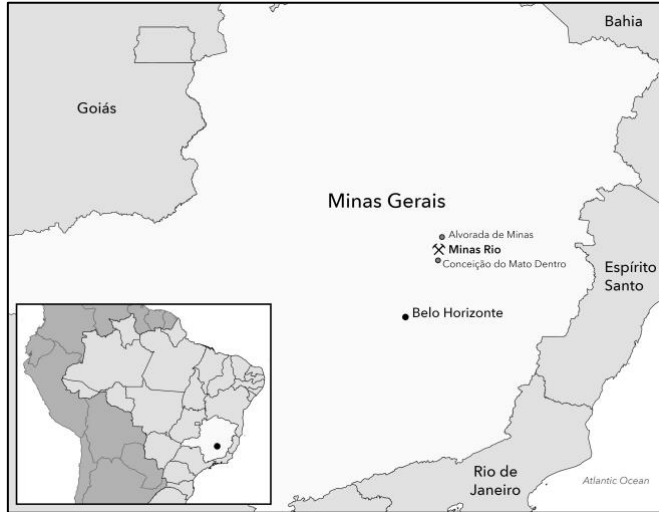 Bahia
Goiás
Minas Gerais
Alvorada de Minas
Minas Rio
Conceição do Mato Dentro
Espírito
Santo
Belo Horizonte
Rio de
Janeiro
Atlantic Ocean